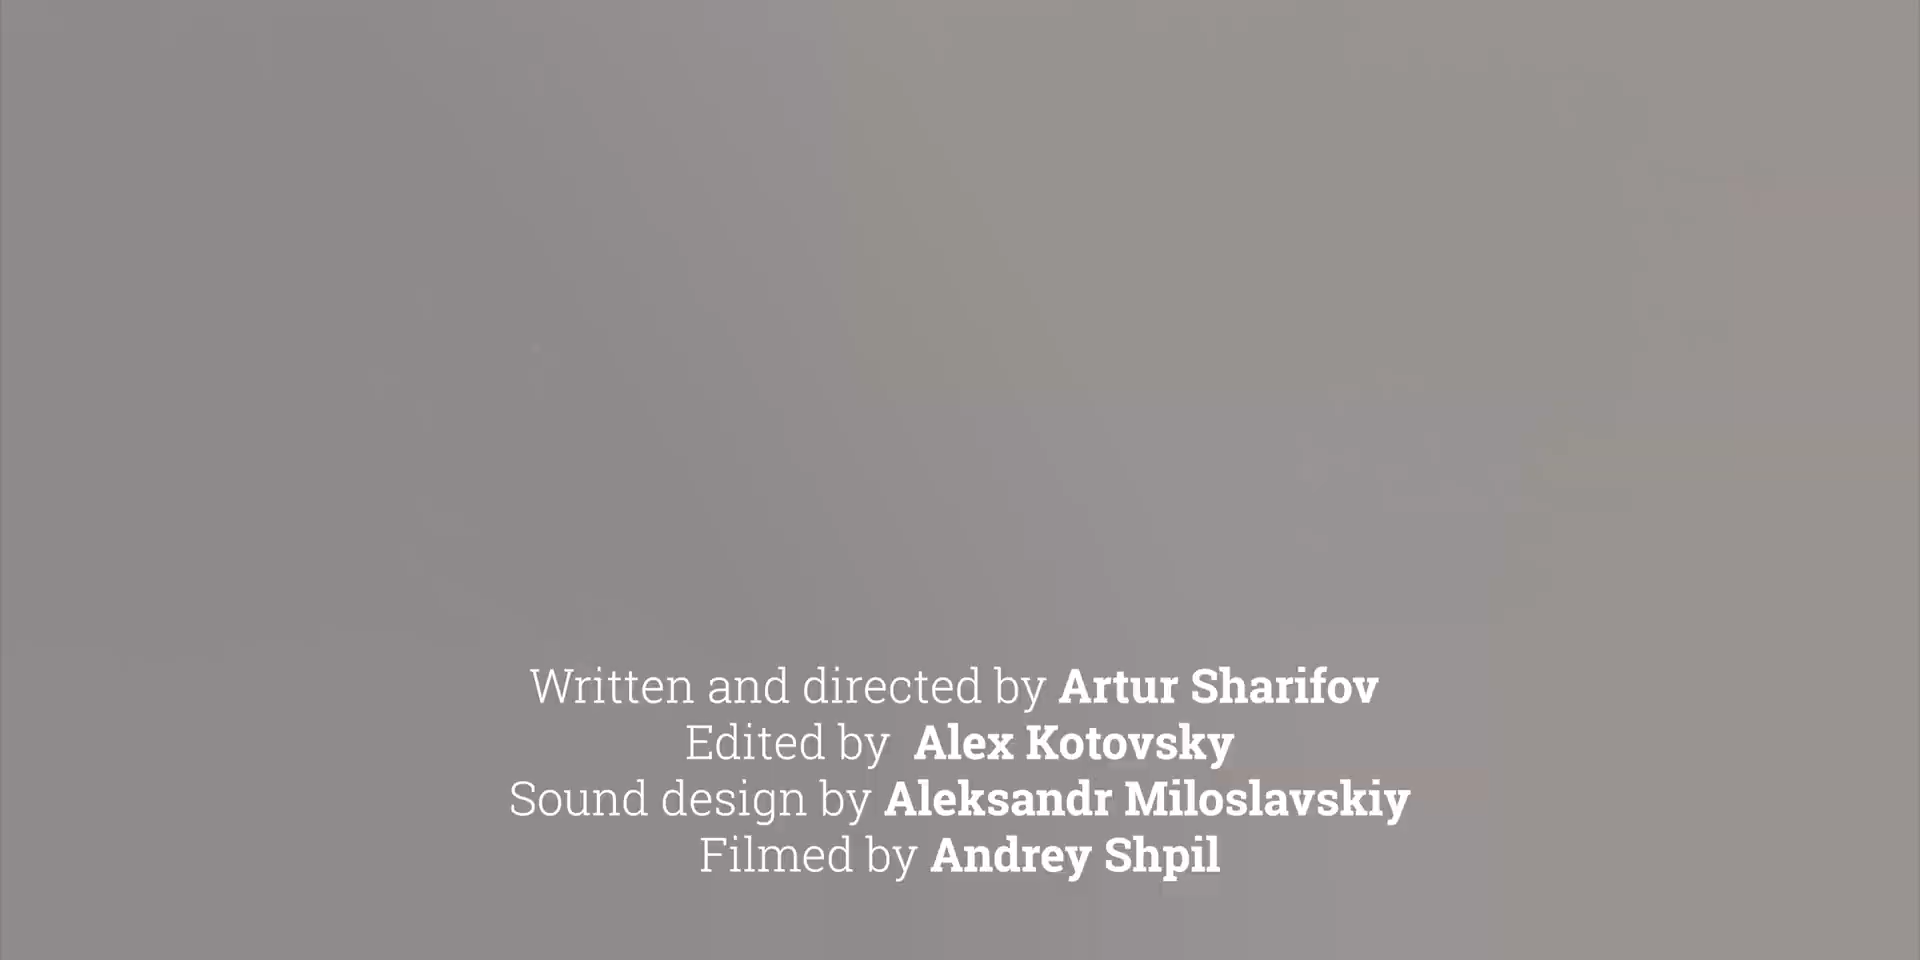 Written and directed by Artur Sharifov
Edited by Alex Kotovsky
Sound design by Aleksandr Miloslavskiy
Filmed by Andrey Shpil